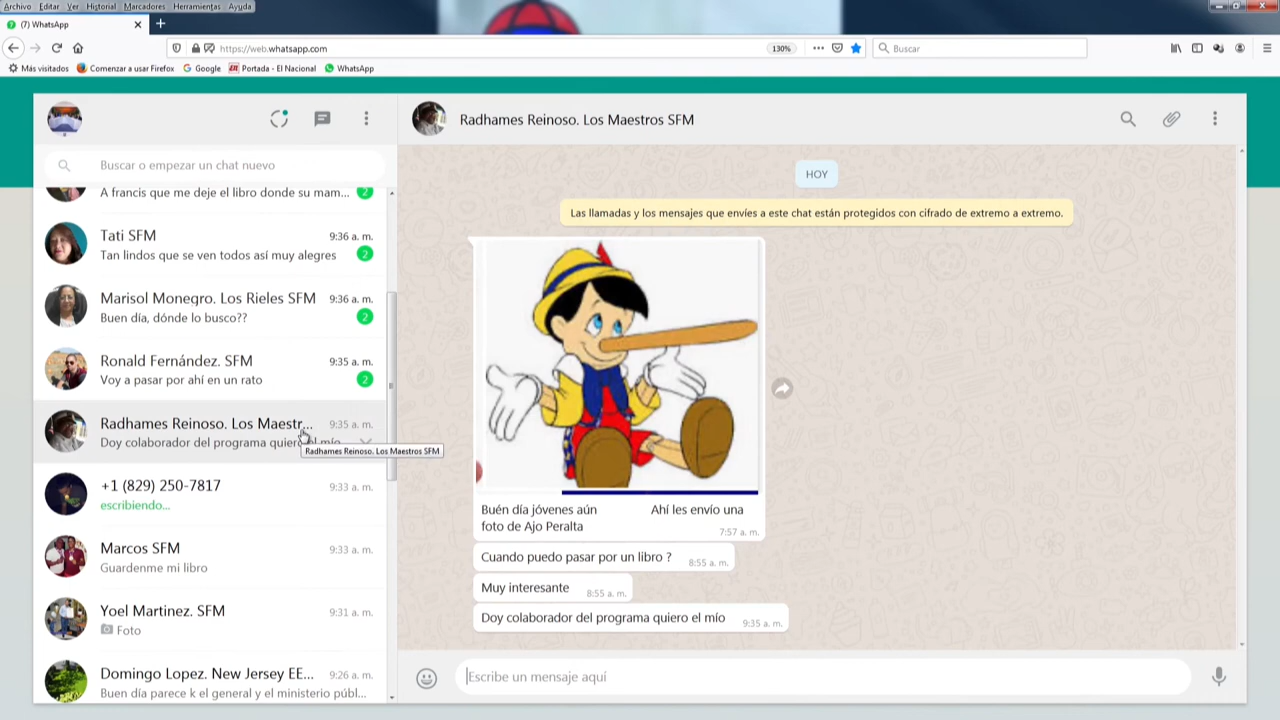 Archivo Editar Ver Historial Marcadores Herramientas Ayuda
(7) WhatsApp
https://web.whatsapp.com
130%
Buscar
Más visitados Comenzar a usar Firefox Google Portada - El Nacional WhatsApp
Radhames Reinoso. Los Maestros SFM
Buscar o empezar un chat nuevo
A francis que me deje el libro donde su mam... 2
Tati SFM 9:36 a. m.
Tan lindos que se ven todos así muy alegres 2
Marisol Monegro. Los Rieles SFM 9:36 a. m.
Buen día, dónde lo busco?? 2
Ronald Fernández. SFM 9:35 a. m.
Voy a pasar por ahí en un rato 2
Radhames Reinoso. Los Maestr... 9:35 a. m.
Doy colaborador del programa quiero el mío
Radhames Reinoso. Los Maestros SFM
+1 (829) 250-7817 9:33 a. m.
escribiendo...
Marcos SFM 9:33 a. m.
Guardenme mi libro
Yoel Martinez. SFM 9:31 a. m.
Foto
Domingo Lopez. New Jersey EE... 9:26 a. m.
Buen día parece k el general y el ministerio públ...
HOY
Las llamadas y los mensajes que envíes a este chat están protegidos con cifrado de extremo a extremo.
Buén día jóvenes aún Ahí les envío una
foto de Ajo Peralta
7:57 a. m.
Cuando puedo pasar por un libro ? 8:55 a. m.
Muy interesante 8:55 a. m.
Doy colaborador del programa quiero el mío 9:35 a. m.
Escribe un mensaje aquí